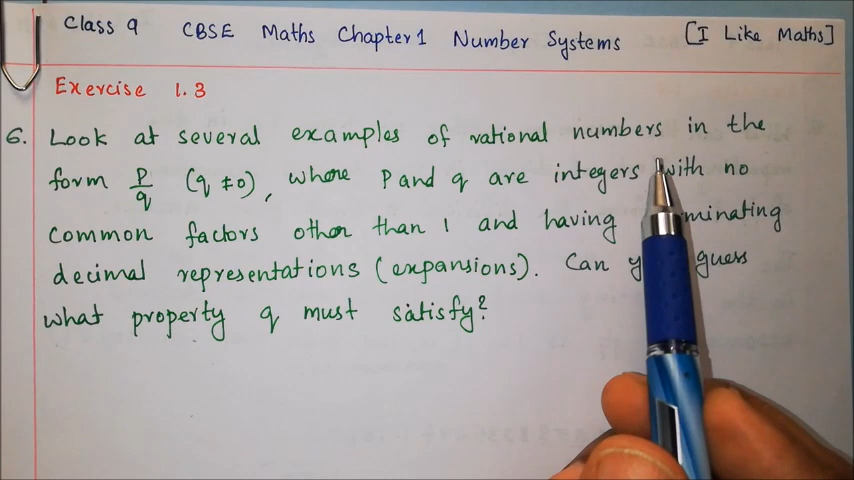 Class 9 CBSE Maths Chapter 1 Number Systems [I Like Maths]
Exercise 1.3
6. Look at several examples of rational numbers in the
form p/q (q ≠ 0), where p and q are integers with no
common factors other than 1 and having minating
decimal representations (expansions). Can y guess
what property q must satisfy?